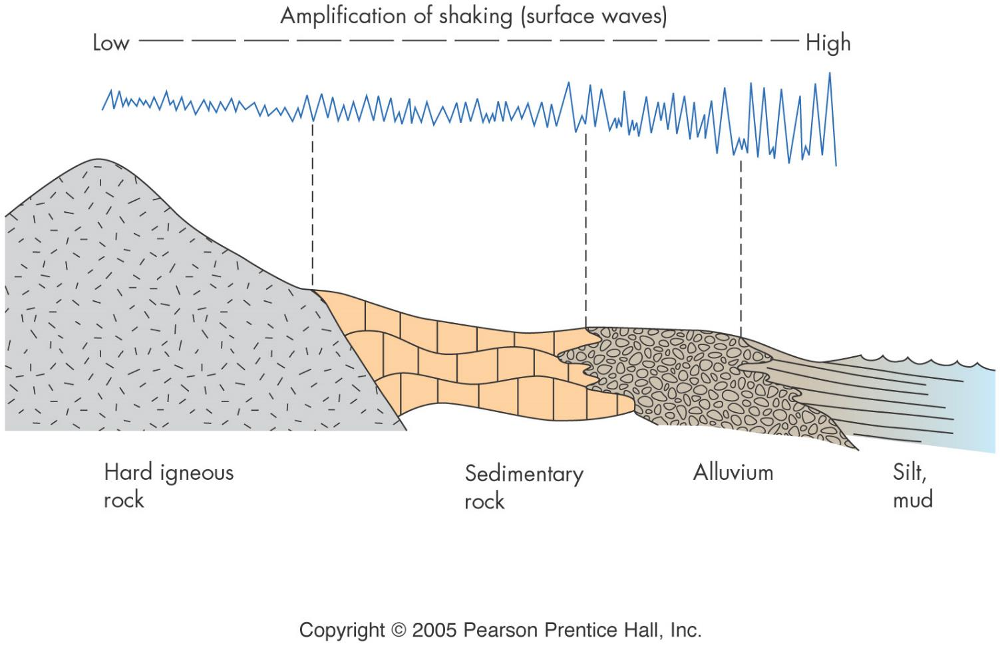 Amplification of shaking (surface waves)
Low
High
Hard igneous
rock
Sedimentary
rock
Alluvium
Silt,
mud
Copyright © 2005 Pearson Prentice Hall, Inc.